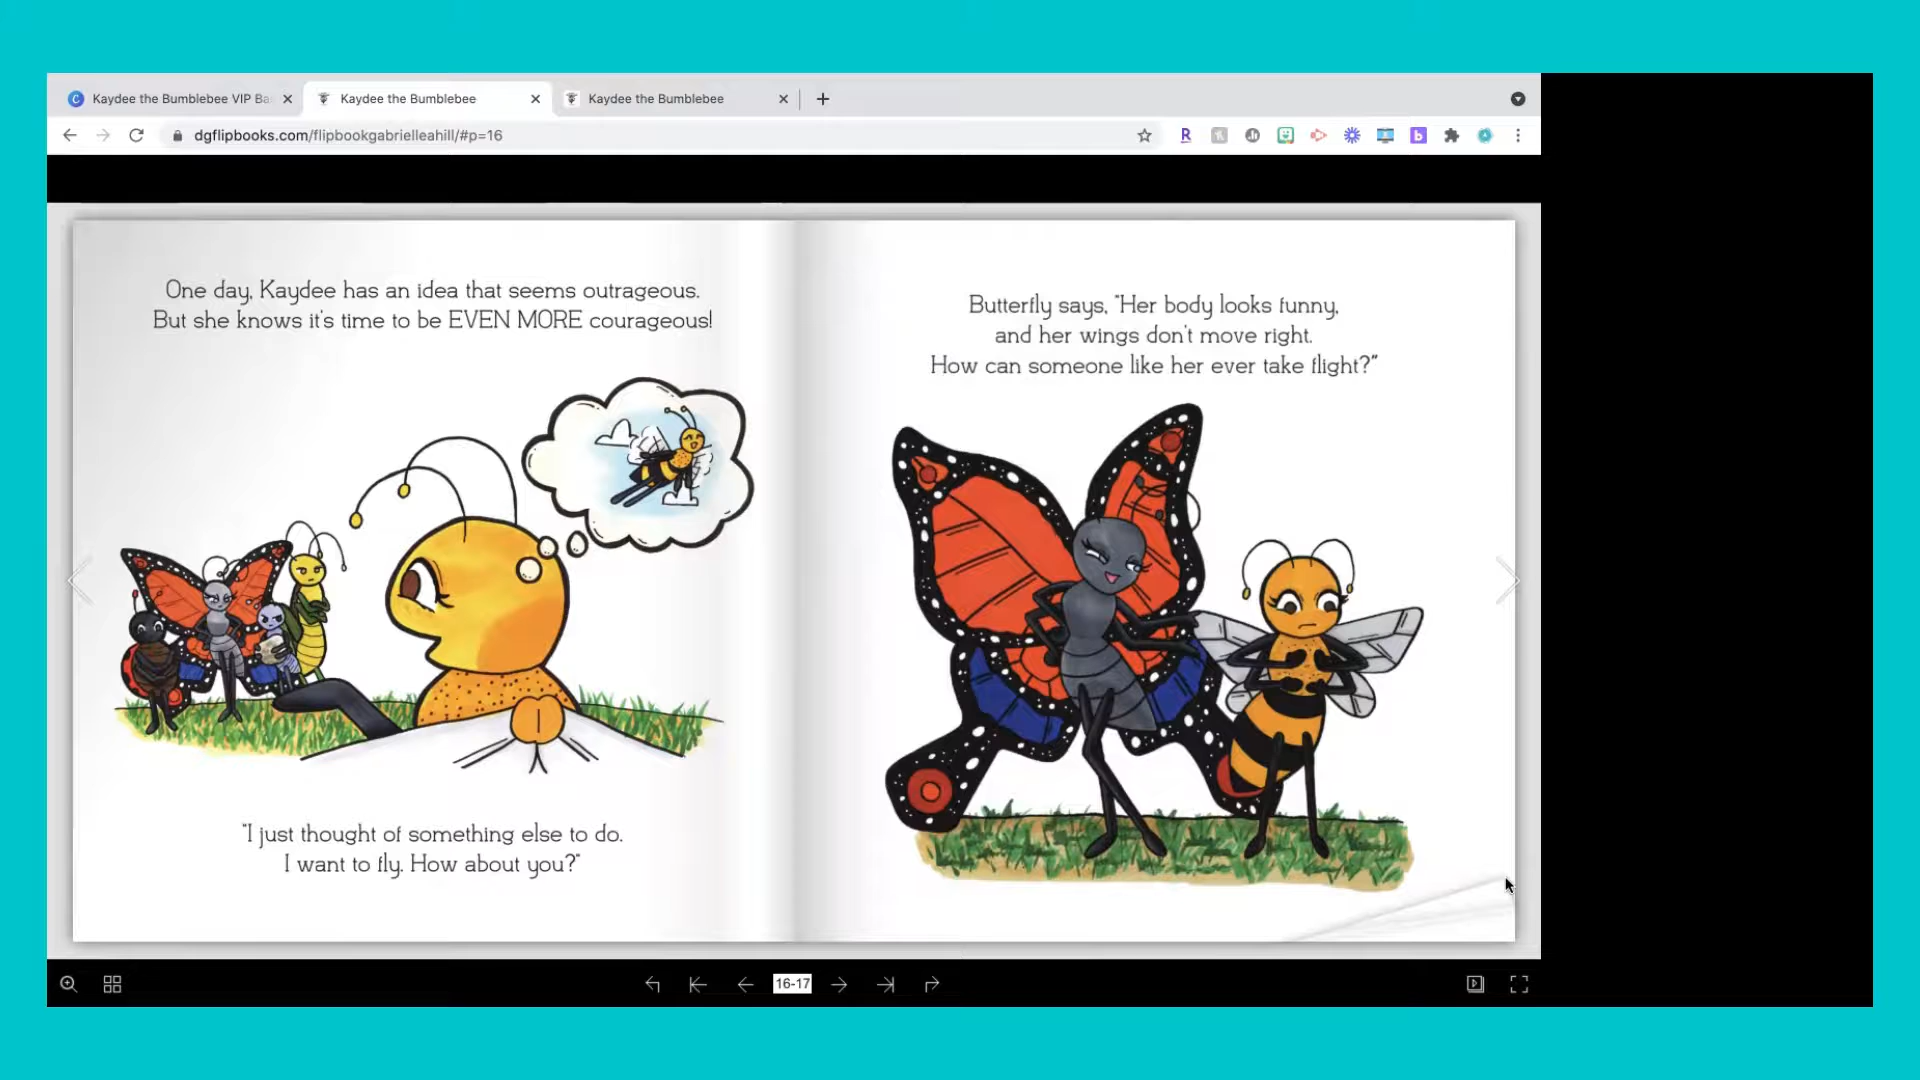 Kaydee the Bumblebee VIP Ba
Kaydee the Bumblebee
Kaydee the Bumblebee
dgflipbooks.com/flipbookgabrielleahill/#p=16
One day, Kaydee has an idea that seems outrageous.
But she knows it's time to be EVEN MORE courageous!
"I just thought of something else to do.
I want to fly. How about you?"
Butterfly says, "Her body looks funny,
and her wings don't move right.
How can someone like her ever take flight?"
16-17